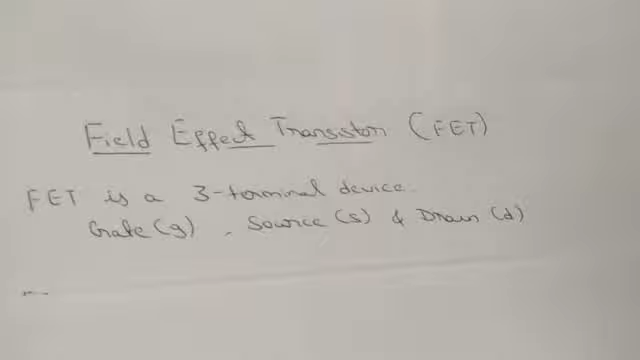 Field Effect Transistor (FET)
FET is a 3-terminal device.
Gate (g), Source (s) & Drain (d)